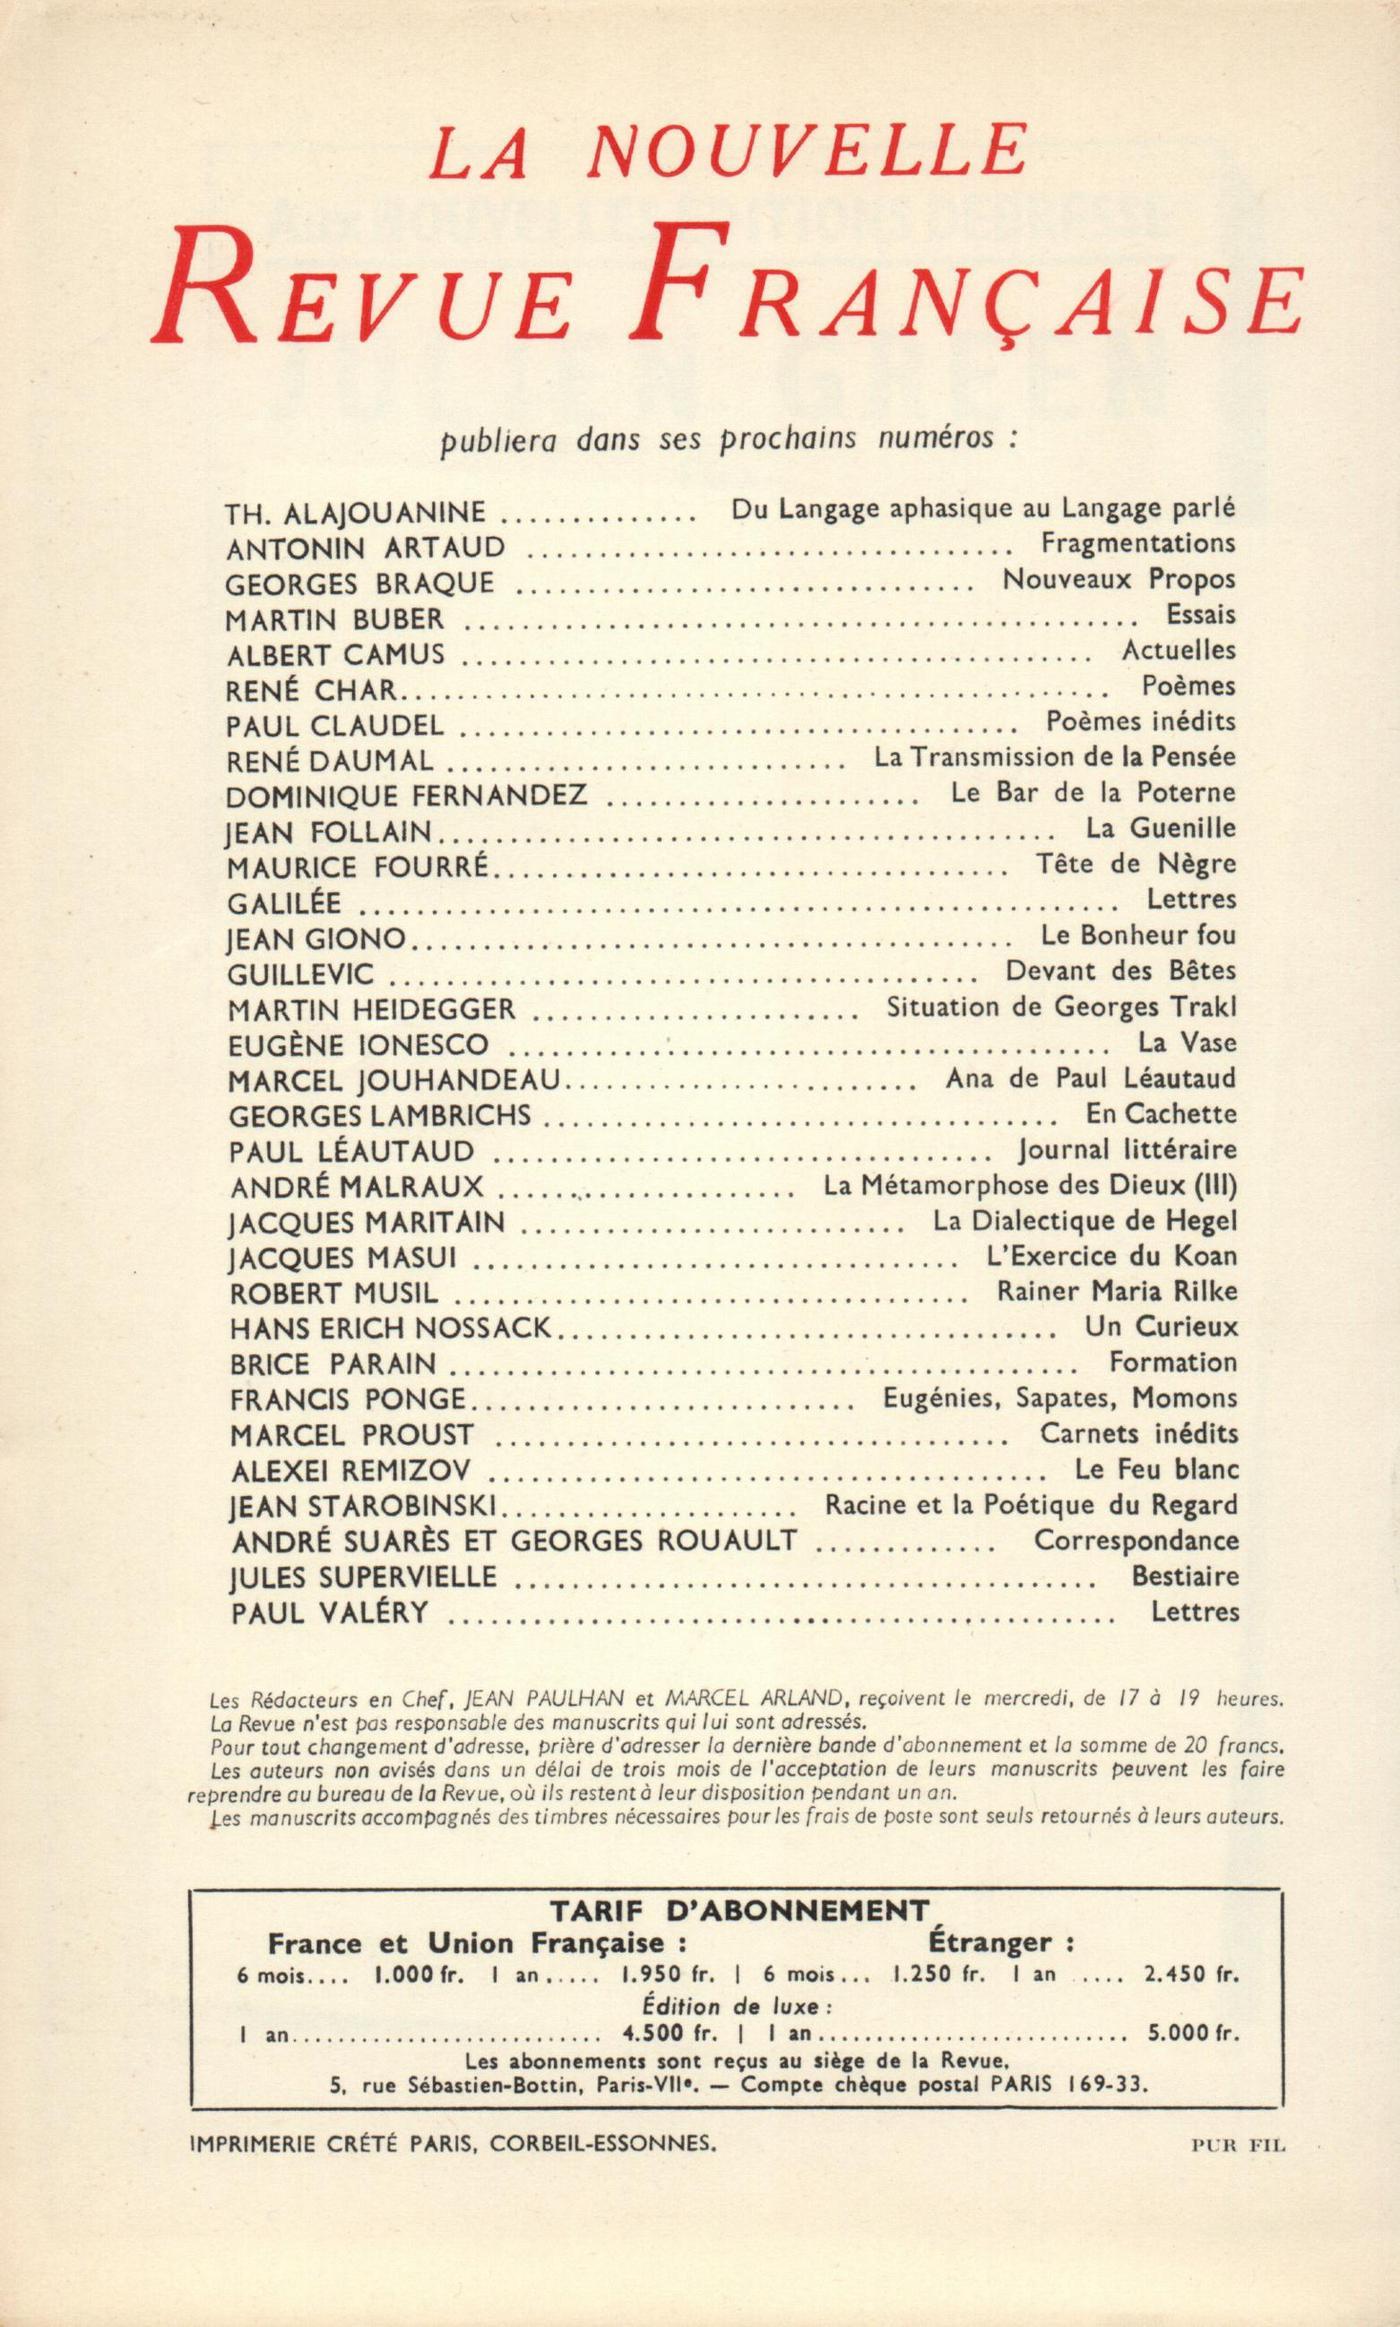 LA NOUVELLE
REVUE FRANÇAISE
publiera dans ses prochains numéros :
TH. ALAJOUANINE .............. Du Langage aphasique au Langage parlé
ANTONIN ARTAUD .................................. Fragmentations
GEORGES BRAQUE ................................ Nouveaux Propos
MARTIN BUBER ............................................... Essais
ALBERT CAMUS ............................................ Actuelles
RENÉ CHAR................................................. Poèmes
PAUL CLAUDEL ....................................... Poèmes inédits
RENÉ DAUMAL ............................ La Transmission de la Pensée
DOMINIQUE FERNANDEZ ...................... Le Bar de la Poterne
JEAN FOLLAIN........................................... La Guenille
MAURICE FOURRÉ.................................... Tête de Nègre
GALILÉE ..................................................... Lettres
JEAN GIONO.......................................... Le Bonheur fou
GUILLEVIC ......................................... Devant des Bêtes
MARTIN HEIDEGGER ....................... Situation de Georges Trakl
EUGÈNE IONESCO .......................................... La Vase
MARCEL JOUHANDEAU......................... Ana de Paul Léautaud
GEORGES LAMBRICHS .................................... En Cachette
PAUL LÉAUTAUD ................................... Journal littéraire
ANDRÉ MALRAUX ..................... La Métamorphose des Dieux (III)
JACQUES MARITAIN ........................... La Dialectique de Hegel
JACQUES MASUI .................................. L'Exercice du Koan
ROBERT MUSIL .................................... Rainer Maria Rilke
HANS ERICH NOSSACK................................... Un Curieux
BRICE PARAIN ............................................ Formation
FRANCIS PONGE........................... Eugénies, Sapates, Momons
MARCEL PROUST .................................... Carnets inédits
ALEXEI REMIZOV ....................................... Le Feu blanc
JEAN STAROBINSKI..................... Racine et la Poétique du Regard
ANDRÉ SUARÈS ET GEORGES ROUAULT ............. Correspondance
JULES SUPERVIELLE ......................................... Bestiaire
PAUL VALÉRY ............................................... Lettres
Les Rédacteurs en Chef, JEAN PAULHAN et MARCEL ARLAND, reçoivent le mercredi, de 17 à 19 heures.
La Revue n'est pas responsable des manuscrits qui lui sont adressés.
Pour tout changement d'adresse, prière d'adresser la dernière bande d'abonnement et la somme de 20 francs.
Les auteurs non avisés dans un délai de trois mois de l'acceptation de leurs manuscrits peuvent les faire
reprendre au bureau de la Revue, où ils restent à leur disposition pendant un an.
Les manuscrits accompagnés des timbres nécessaires pour les frais de poste sont seuls retournés à leurs auteurs.
TARIF D'ABONNEMENT
France et Union Française : Étranger :
6 mois.... 1.000 fr. 1 an..... 1.950 fr. | 6 mois... 1.250 fr. 1 an ..... 2.450 fr.
Édition de luxe :
1 an........................... 4.500 fr. | 1 an........................... 5.000 fr.
Les abonnements sont reçus au siège de la Revue,
5, rue Sébastien-Bottin, Paris-VIIe. — Compte chèque postal PARIS 169-33.
IMPRIMERIE CRÉTÉ PARIS, CORBEIL-ESSONNES. PUR FIL